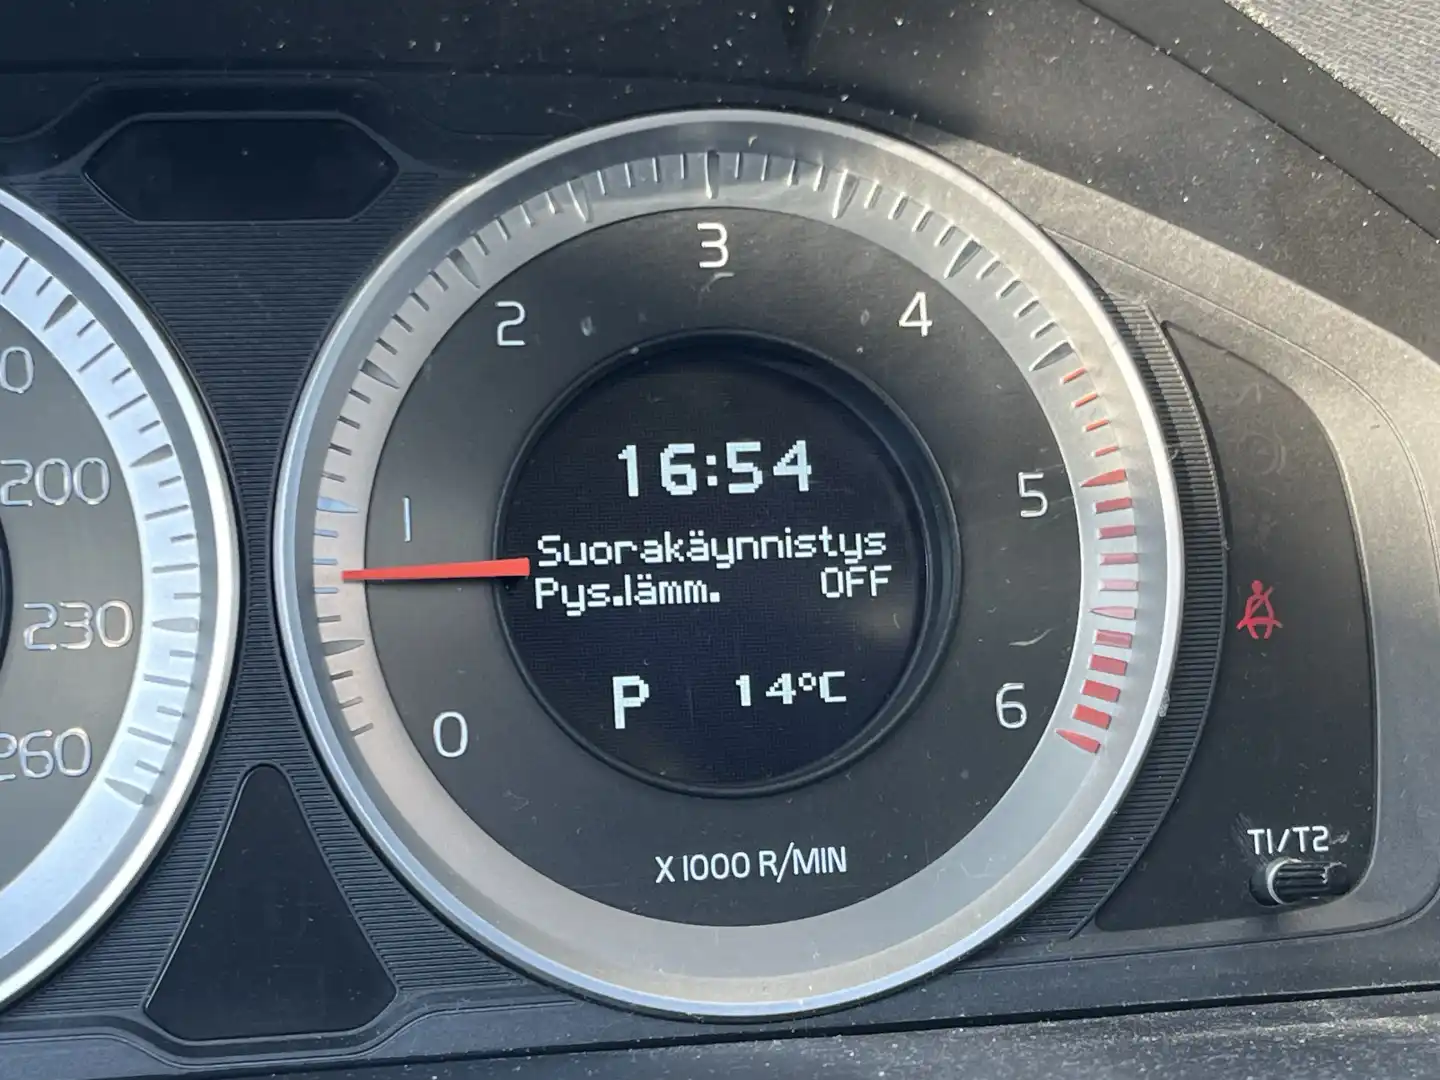 3
2
4
0
16:54
200
1
5
Suorakäynnistys
Pys.lämm. OFF
230
P 14°C
0
6
260
T1/T2
X 1000 R/MIN